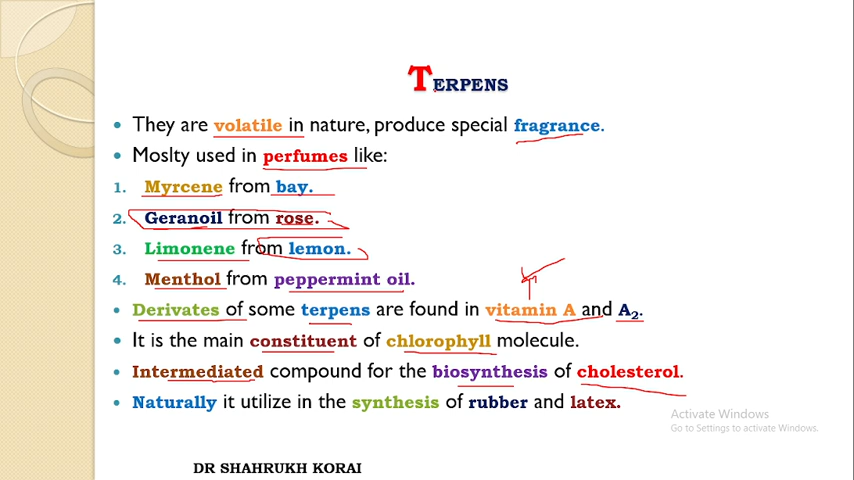 TERPENS
• They are volatile in nature, produce special fragrance.
• Moslty used in perfumes like:
1. Myrcene from bay.
2. Geranoil from rose.
3. Limonene from lemon.
4. Menthol from peppermint oil.
• Derivates of some terpens are found in vitamin A and A₂.
• It is the main constituent of chlorophyll molecule.
• Intermediated compound for the biosynthesis of cholesterol.
• Naturally it utilize in the synthesis of rubber and latex.
Activate Windows
Go to Settings to activate Windows.
DR SHAHRUKH KORAI